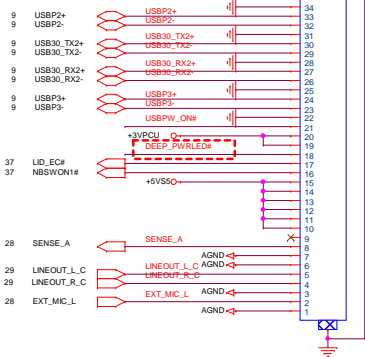 34
9 USBP2+ USBP2+ 33
9 USBP2- USBP2- 32
31
9 USB30_TX2+ USB30_TX2+ 30
9 USB30_TX2- USB30_TX2- 29
28
9 USB30_RX2+ USB30_RX2+ 27
9 USB30_RX2- USB30_RX2- 26
25
9 USBP3+ USBP3+ 24
9 USBP3- USBP3- 23
22
USBPW_ON# 21
+3VPCU 20
19
DEEP_PWRLED# 18
37 LID_EC# 17
37 NBSWON1# 16
+5VS5 15
14
13
12
11
10
9
28 SENSE_A SENSE_A 8
AGND 7
AGND 6
29 LINEOUT_L_C LINEOUT_L_C 5
29 LINEOUT_R_C LINEOUT_R_C 4
AGND 3
28 EXT_MIC_L EXT_MIC_L 2
AGND 1